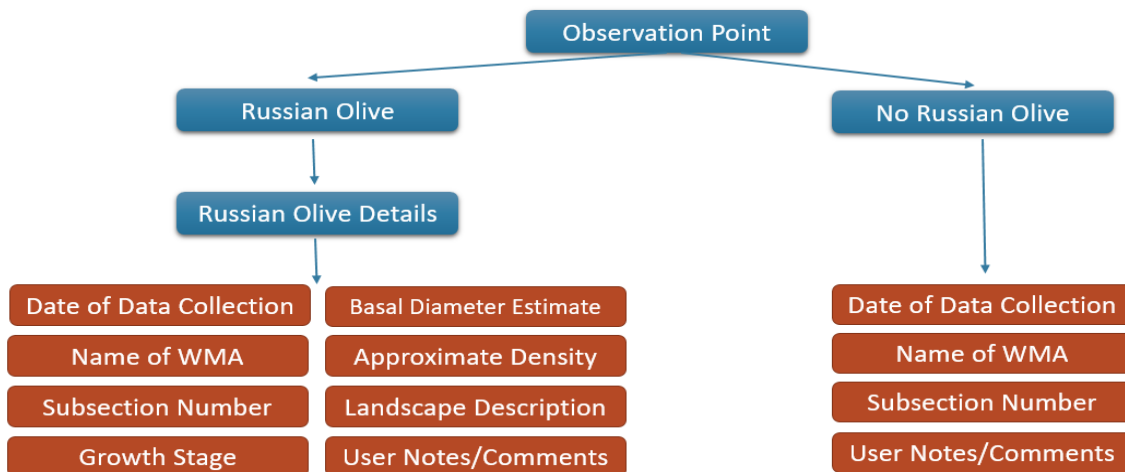 Observation Point
Russian Olive
No Russian Olive
Russian Olive Details
Date of Data Collection
Basal Diameter Estimate
Name of WMA
Approximate Density
Subsection Number
Landscape Description
Growth Stage
User Notes/Comments
Date of Data Collection
Name of WMA
Subsection Number
User Notes/Comments